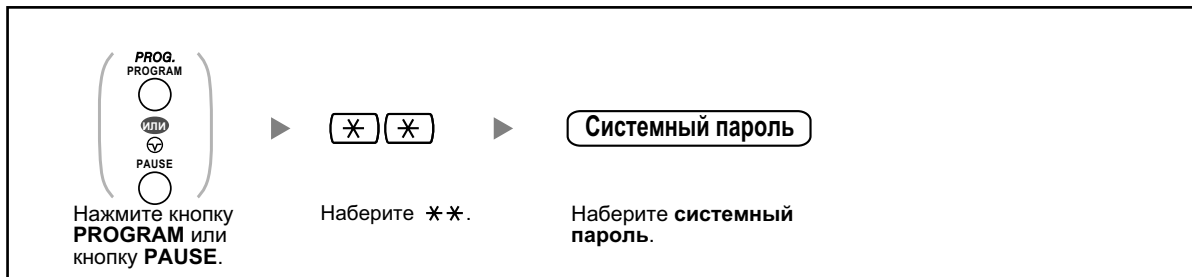 PROG.
PROGRAM
или
PAUSE
Нажмите кнопку
PROGRAM или
кнопку PAUSE.
✳✳
Наберите ✳✳.
Системный пароль
Наберите системный
пароль.